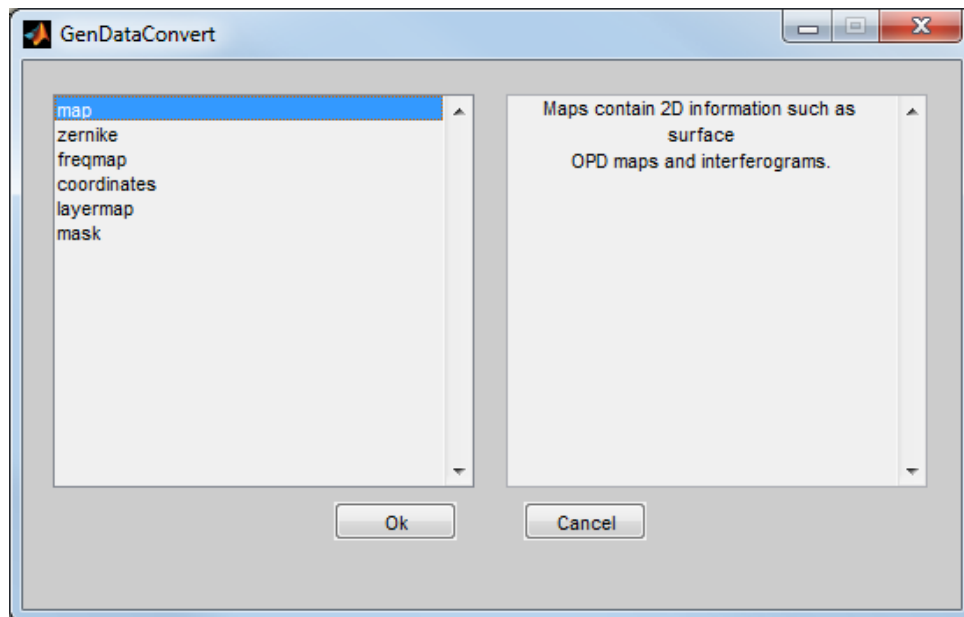 GenDataConvert
map
zernike
freqmap
coordinates
layermap
mask
Maps contain 2D information such as
surface
OPD maps and interferograms.
Ok
Cancel